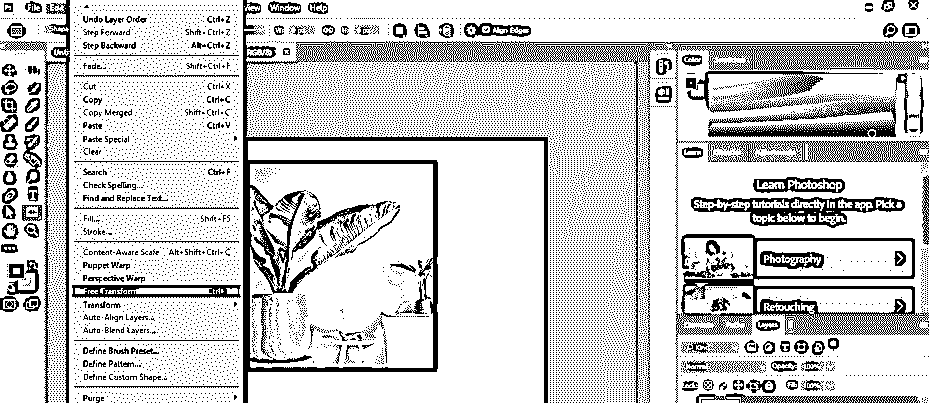 File Edit View Window Help
Undo Layer Order Ctrl+Z
Step Forward Shift+Ctrl+Z
Step Backward Alt+Ctrl+Z
Fade... Shift+Ctrl+F
Cut Ctrl+X
Copy Ctrl+C
Copy Merged Shift+Ctrl+C
Paste Ctrl+V
Paste Special
Clear
Search Ctrl+F
Check Spelling...
Find and Replace Text...
Fill... Shift+F5
Stroke...
Content-Aware Scale Alt+Shift+Ctrl+C
Puppet Warp
Perspective Warp
Free Transform Ctrl+T
Transform
Auto-Align Layers...
Auto-Blend Layers...
Define Brush Preset...
Define Pattern...
Define Custom Shape...
Purge
Align Edges
Color
Learn
Learn Photoshop
Step-by-step tutorials directly in the app. Pick a
topic below to begin.
Photography
Retouching
Layers
Opacity: